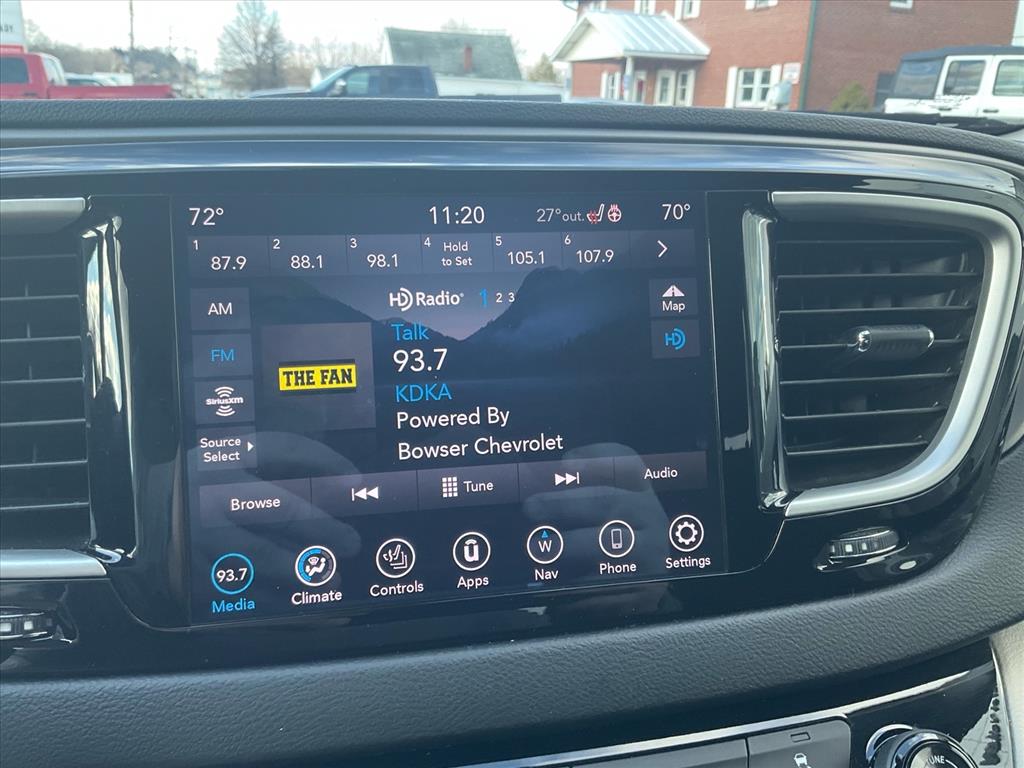 72° 11:20 27°out. 70°
1 87.9 2 88.1 3 98.1 4 Hold to Set 5 105.1 6 107.9
HD Radio 1 2 3
AM
FM
SiriusXM
Source
Select
Map
HD
THE FAN
Talk
93.7
KDKA
Powered By
Bowser Chevrolet
Browse Tune Audio
93.7 W
Media Climate Controls Apps Nav Phone Settings
TUNE